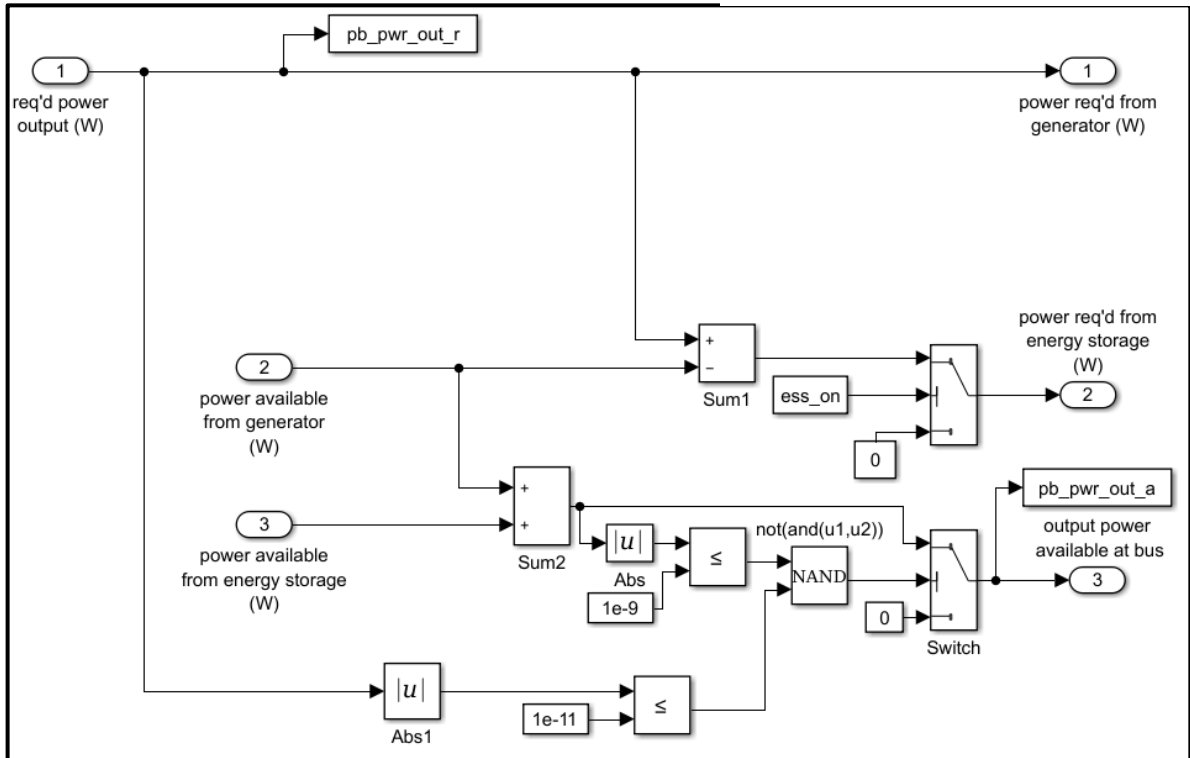 pb_pwr_out_r
1
req'd power
output (W)
1
power req'd from
generator (W)
2
power available
from generator
(W)
+
−
Sum1
ess_on
0
power req'd from
energy storage
(W)
2
3
power available
from energy storage
(W)
+
+
Sum2
|u|
Abs
1e-9
≤
not(and(u1,u2))
NAND
0
Switch
pb_pwr_out_a
output power
available at bus
3
|u|
Abs1
1e-11
≤